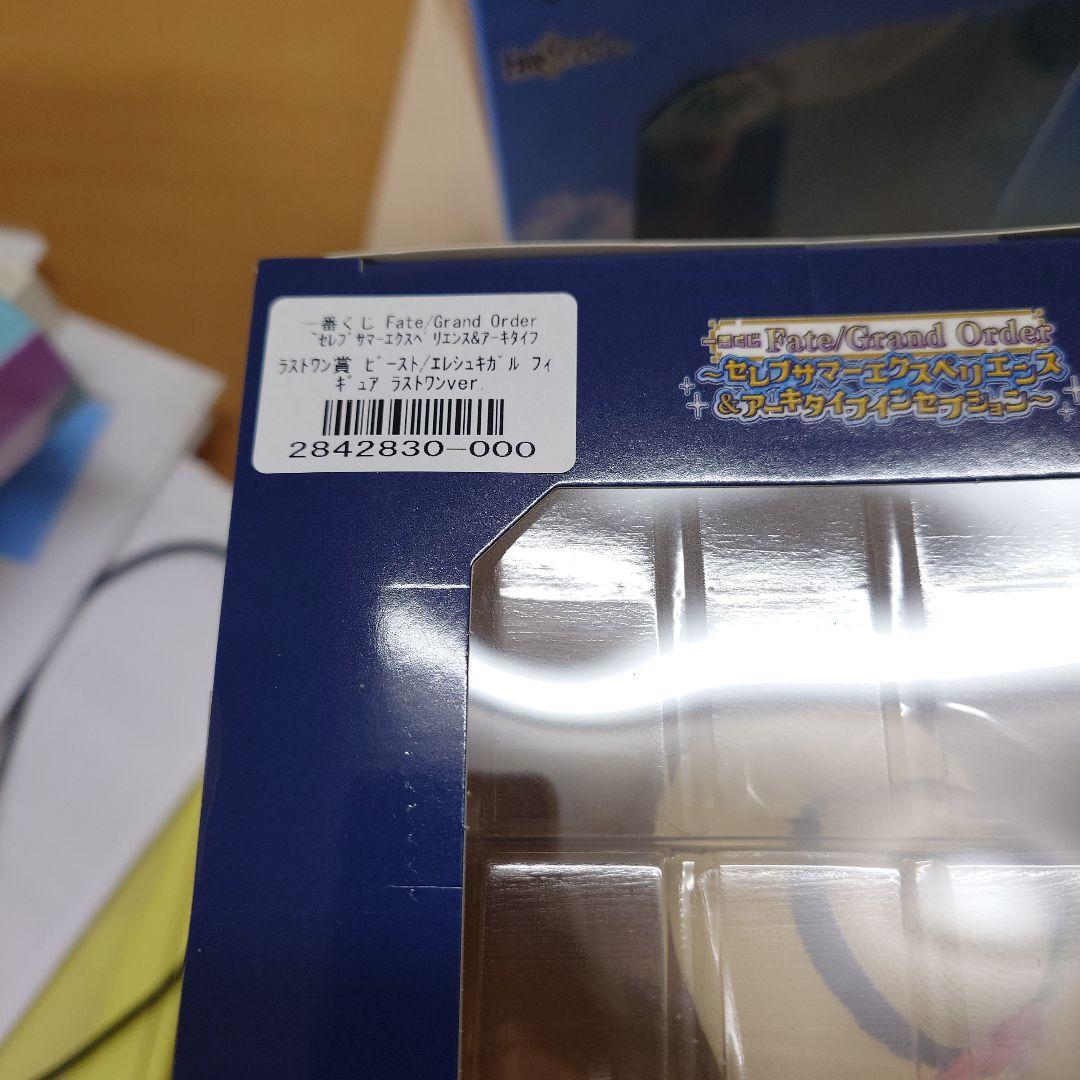 一番くじ Fate/Grand Order
~セレブサマーエクスペリエンス&アーキタイフ
ラストワン賞 ビースト/エレシュキガル フィ
ギュア ラストワンver.
2842830-000
一番くじ Fate/Grand Order
～セレブサマーエクスペリエンス
&アーキタイプインセプション～